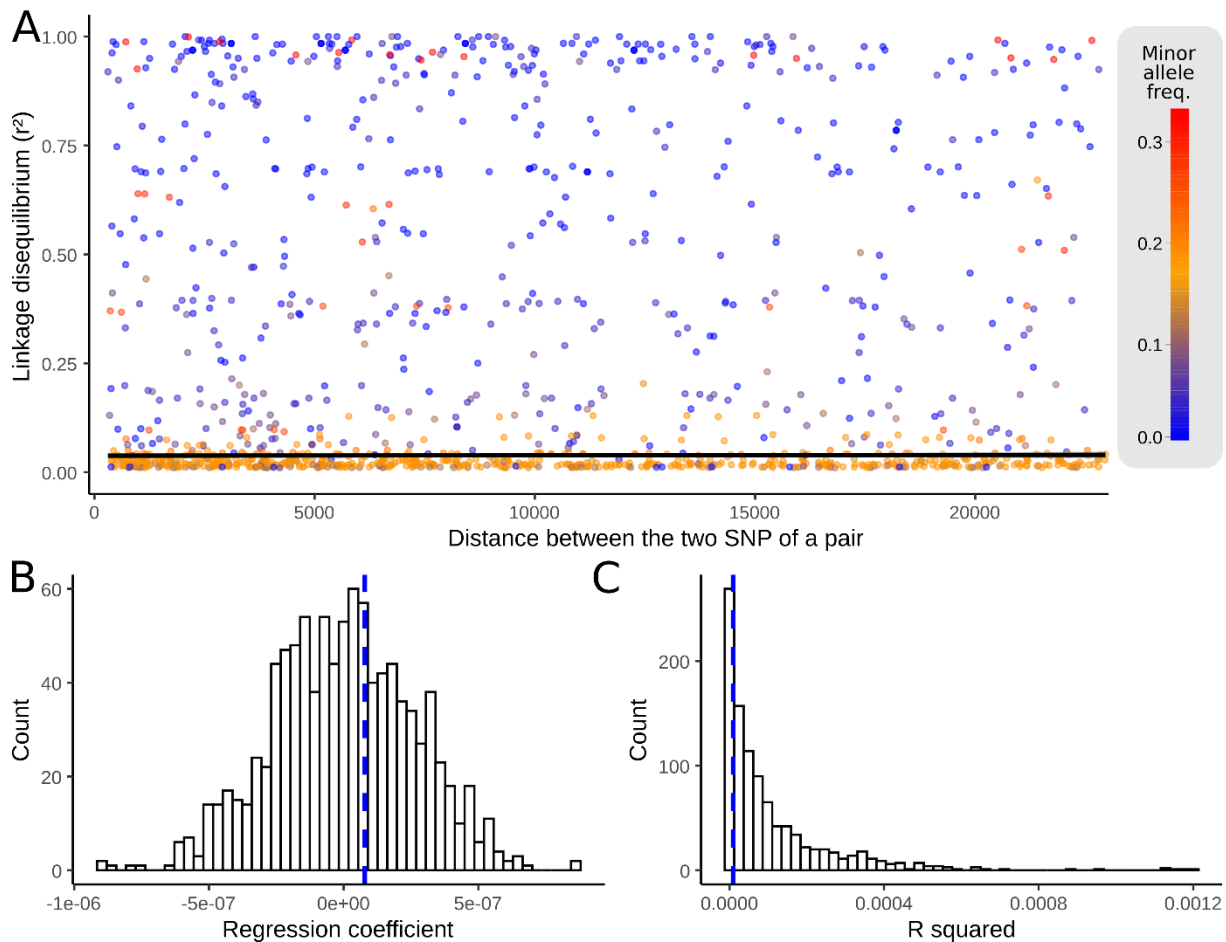 A
1.00
0.75
0.50
0.25
0.00
Linkage disequilibrium (r²)
0
5000
10000
15000
20000
Distance between the two SNP of a pair
Minor
allele
freq.
0.3
0.2
0.1
0.0
B
60
40
20
0
Count
-1e-06
-5e-07
0e+00
5e-07
Regression coefficient
C
200
100
0
Count
0.0000
0.0004
0.0008
0.0012
R squared